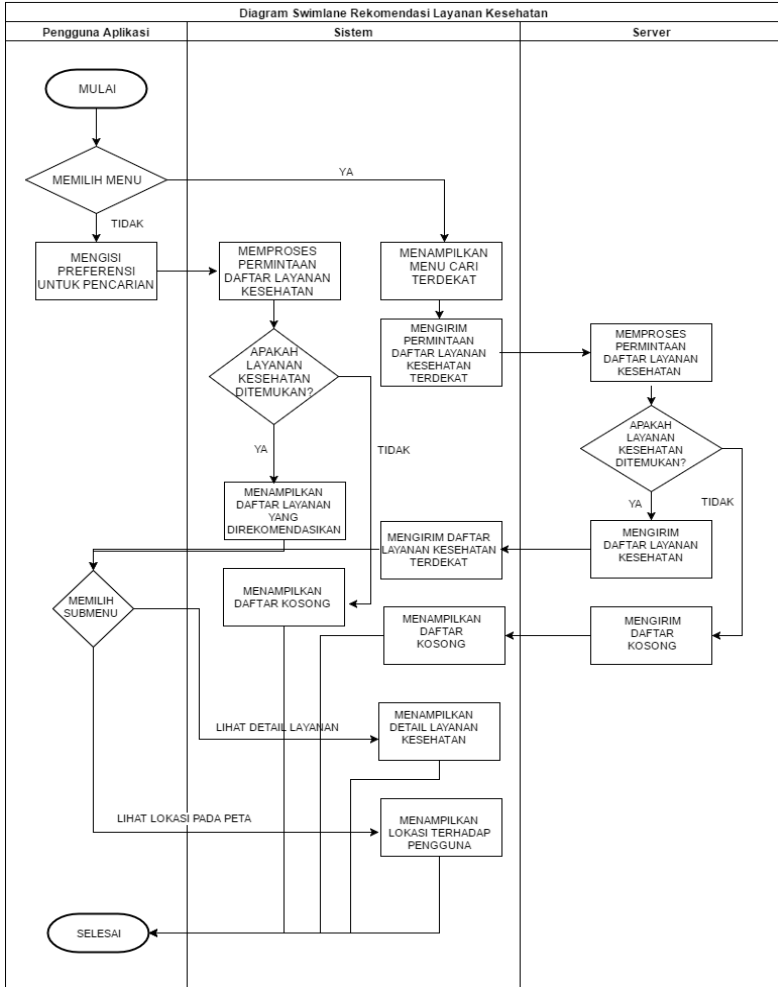 Diagram Swimlane Rekomendasi Layanan Kesehatan
Pengguna Aplikasi
Sistem
Server
MULAI
MEMILIH MENU
YA
TIDAK
MENGISI
PREFERENSI
UNTUK PENCARIAN
MEMPROSES
PERMINTAAN
DAFTAR LAYANAN
KESEHATAN
MENAMPILKAN
MENU CARI
TERDEKAT
MENGIRIM
PERMINTAAN
DAFTAR LAYANAN
KESEHATAN
TERDEKAT
MEMPROSES
PERMINTAAN
DAFTAR LAYANAN
KESEHATAN
APAKAH
LAYANAN
KESEHATAN
DITEMUKAN?
YA
TIDAK
APAKAH
LAYANAN
KESEHATAN
DITEMUKAN?
YA
TIDAK
MENAMPILKAN
DAFTAR LAYANAN
YANG
DIREKOMENDASIKAN
MENGIRIM DAFTAR
LAYANAN KESEHATAN
TERDEKAT
MENGIRIM
DAFTAR LAYANAN
KESEHATAN
MEMILIH
SUBMENU
MENAMPILKAN
DAFTAR KOSONG
MENAMPILKAN
DAFTAR
KOSONG
MENGIRIM
DAFTAR
KOSONG
LIHAT DETAIL LAYANAN
MENAMPILKAN
DETAIL LAYANAN
KESEHATAN
LIHAT LOKASI PADA PETA
MENAMPILKAN
LOKASI TERHADAP
PENGGUNA
SELESAI